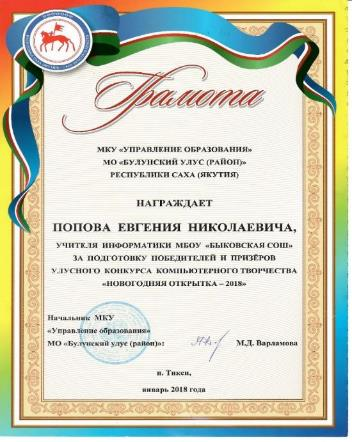 Грамота
МКУ «УПРАВЛЕНИЕ ОБРАЗОВАНИЯ»
МО «БУЛУНСКИЙ УЛУС (РАЙОН)»
РЕСПУБЛИКИ САХА (ЯКУТИЯ)
НАГРАЖДАЕТ
ПОПОВА ЕВГЕНИЯ НИКОЛАЕВИЧА,
УЧИТЕЛЯ ИНФОРМАТИКИ МБОУ «БЫКОВСКАЯ СОШ»
ЗА ПОДГОТОВКУ ПОБЕДИТЕЛЕЙ И ПРИЗЁРОВ
УЛУСНОГО КОНКУРСА КОМПЬЮТЕРНОГО ТВОРЧЕСТВА
«НОВОГОДНЯЯ ОТКРЫТКА – 2018»
Начальник МКУ
«Управление образования»
МО «Булунский улус (район)»: М.Д. Варламова
п. Тикси,
январь 2018 года